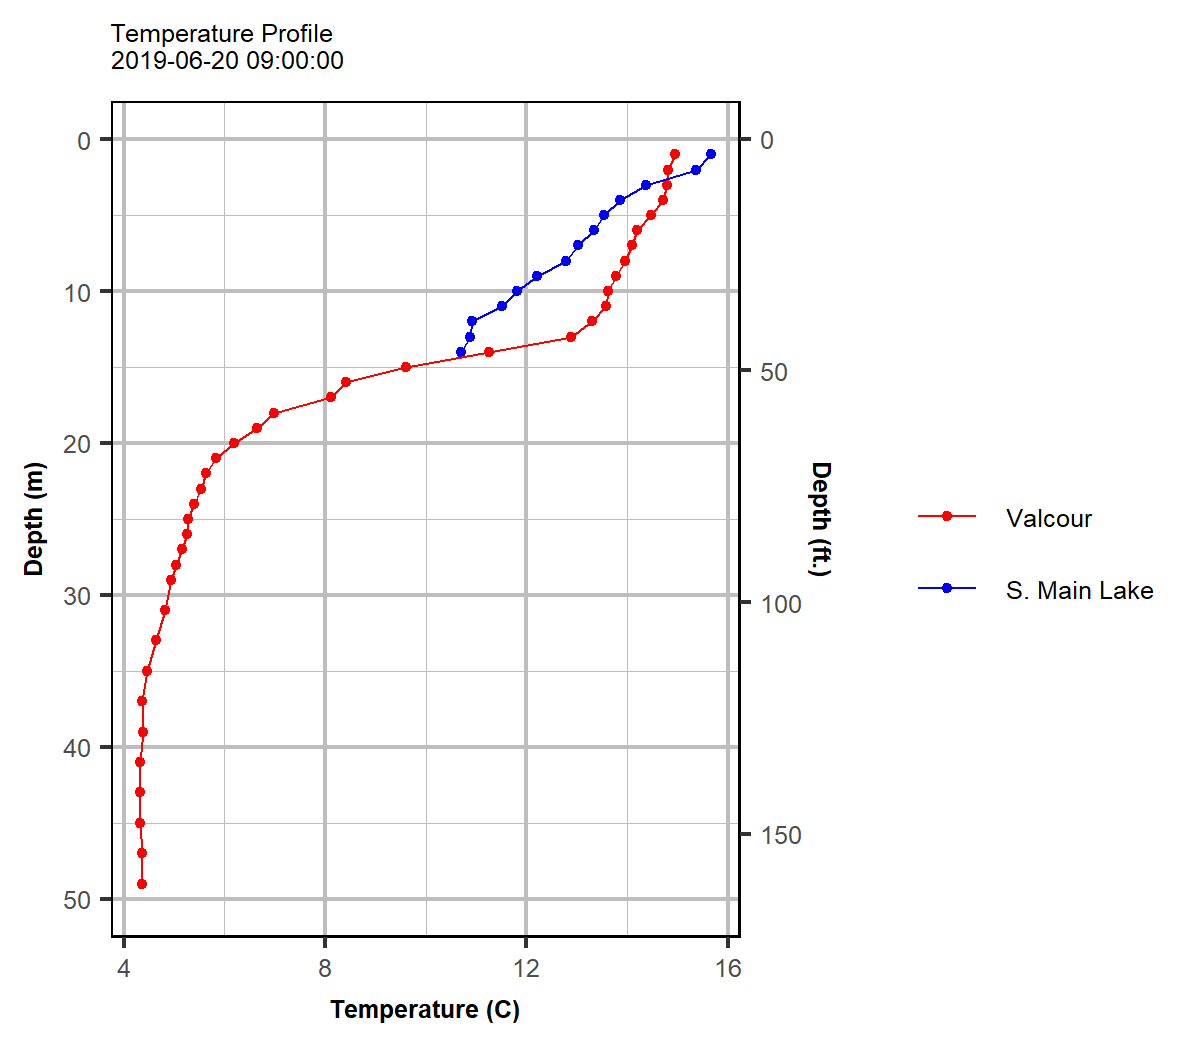 Temperature Profile
2019-06-20 09:00:00
0
10
20
30
40
50
Depth (m)
4
8
12
16
Temperature (C)
0
50
100
150
Depth (ft.)
Valcour
S. Main Lake